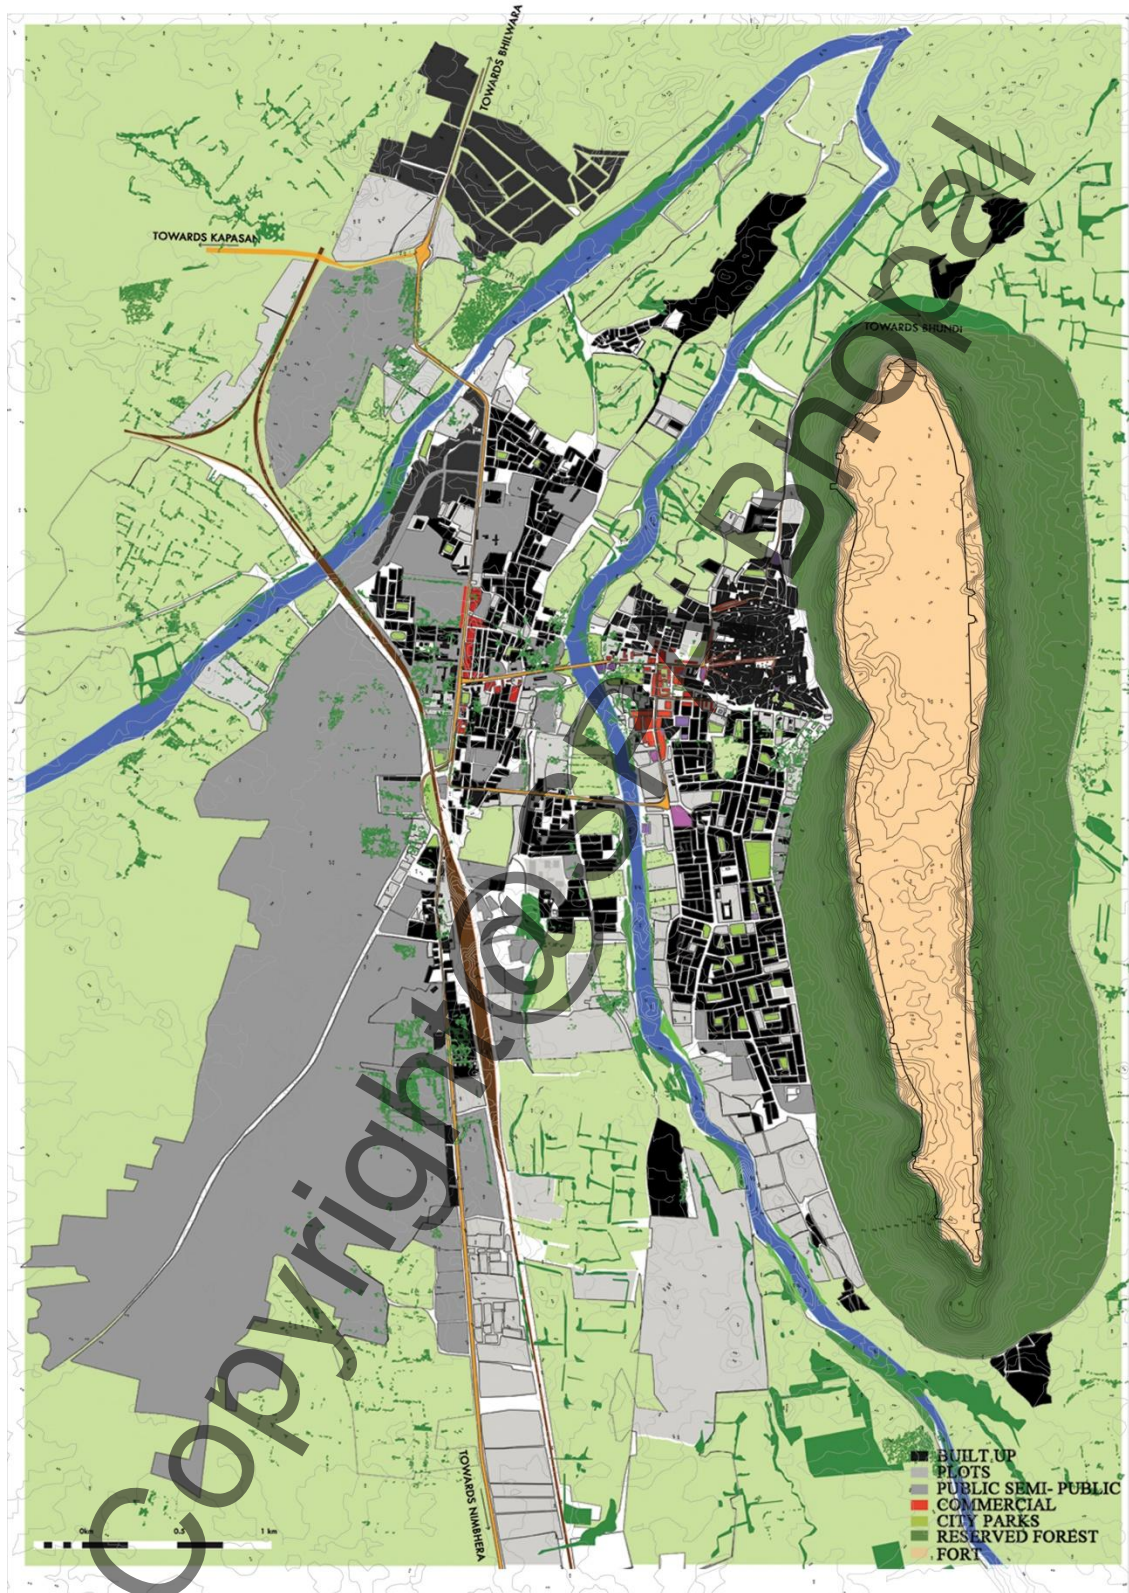 TOWARDS BHILWARA
TOWARDS KAPASAN
TOWARDS BHUNDI
Copyright@SPA Bhopal
TOWARDS NIMBHERA
BUILT UP
PLOTS
PUBLIC SEMI- PUBLIC
COMMERCIAL
CITY PARKS
RESERVED FOREST
FORT
0km 0.5 1 km